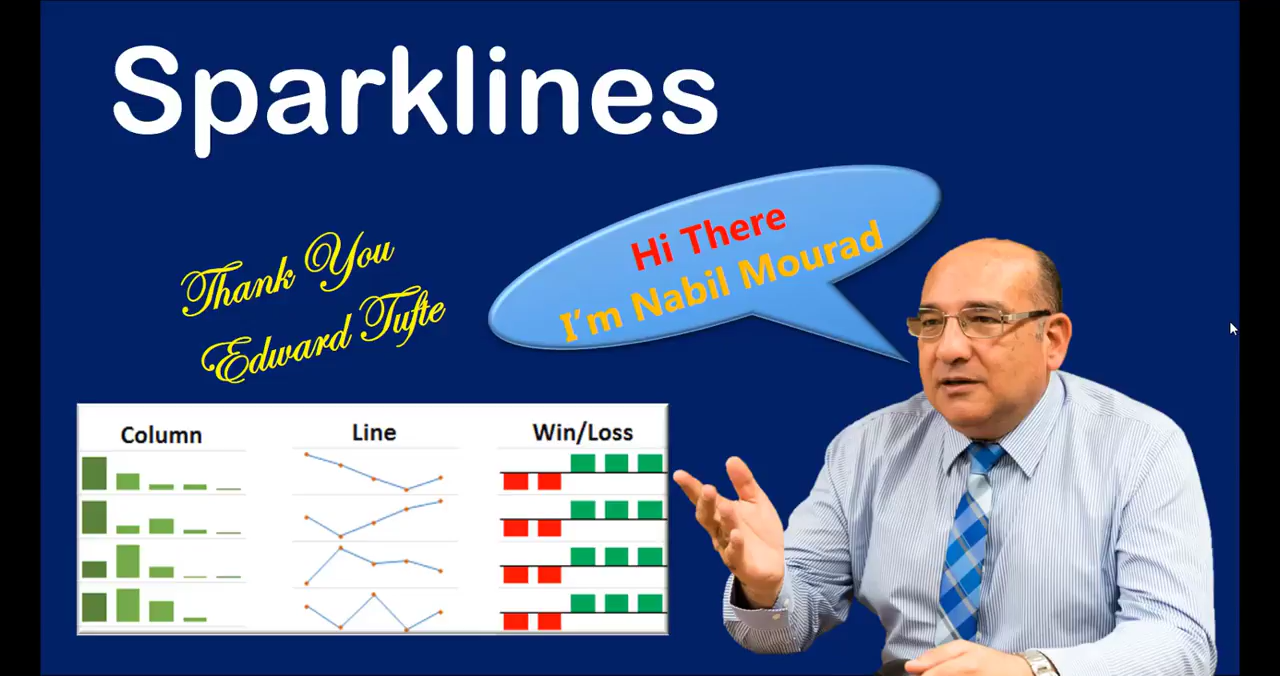 Sparklines
Hi There
I'm Nabil Mourad
Thank You
Edward Tufte
Column Line Win/Loss